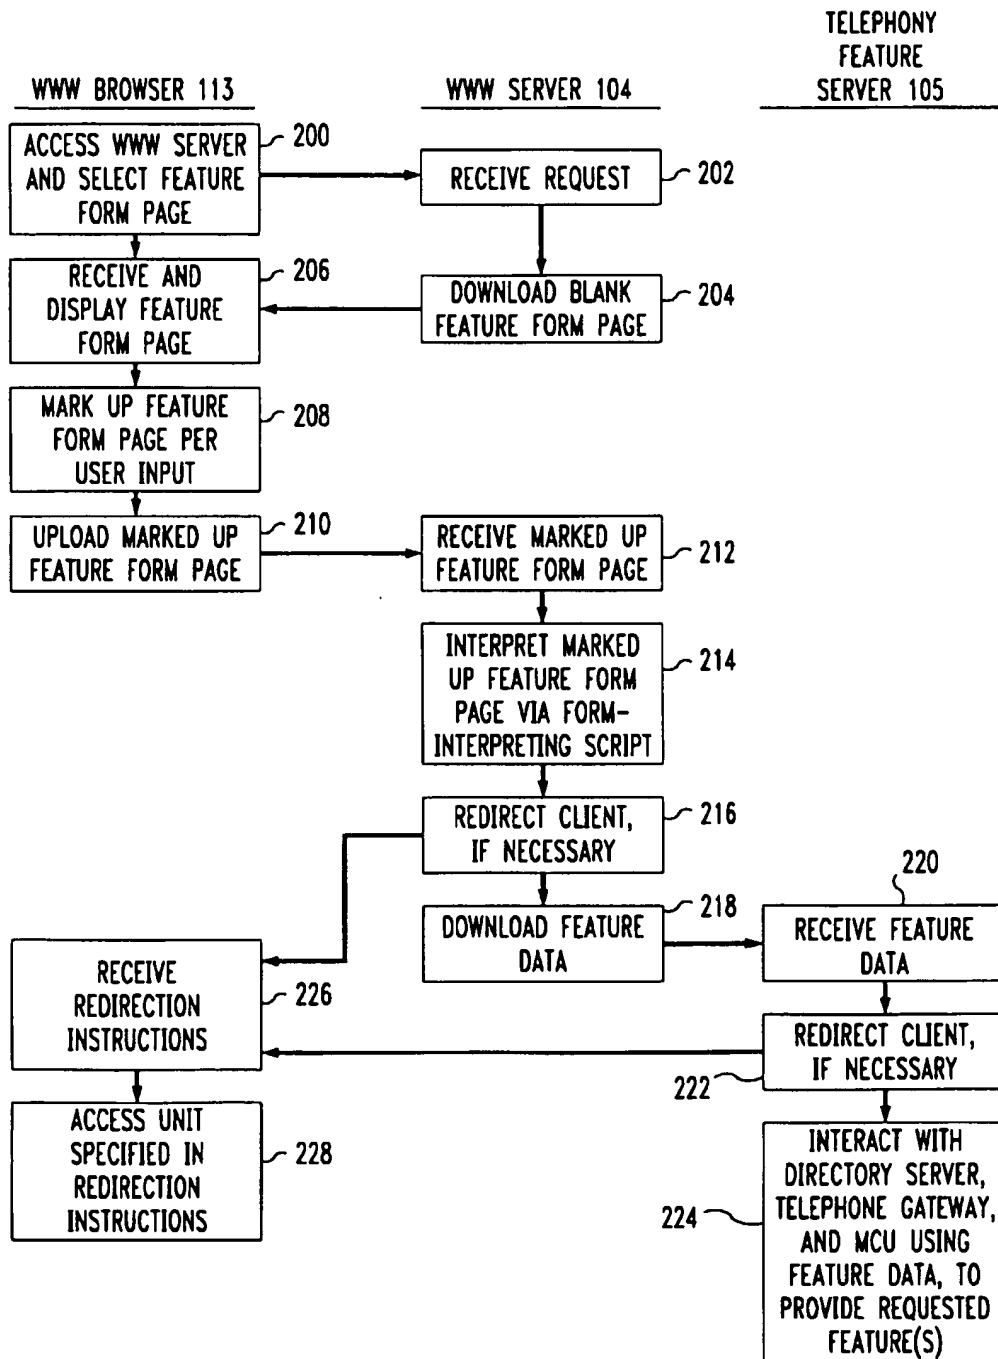 WWW BROWSER 113
WWW SERVER 104
TELEPHONY
FEATURE
SERVER 105
ACCESS WWW SERVER
AND SELECT FEATURE
FORM PAGE
200
RECEIVE REQUEST
202
RECEIVE AND
DISPLAY FEATURE
FORM PAGE
206
DOWNLOAD BLANK
FEATURE FORM PAGE
204
MARK UP FEATURE
FORM PAGE PER
USER INPUT
208
UPLOAD MARKED UP
FEATURE FORM PAGE
210
RECEIVE MARKED UP
FEATURE FORM PAGE
212
INTERPRET MARKED
UP FEATURE FORM
PAGE VIA FORM-
INTERPRETING SCRIPT
214
REDIRECT CLIENT,
IF NECESSARY
216
DOWNLOAD FEATURE
DATA
218
220
RECEIVE FEATURE
DATA
RECEIVE
REDIRECTION
INSTRUCTIONS
226
REDIRECT CLIENT,
IF NECESSARY
222
ACCESS UNIT
SPECIFIED IN
REDIRECTION
INSTRUCTIONS
228
INTERACT WITH
DIRECTORY SERVER,
TELEPHONE GATEWAY,
AND MCU USING
FEATURE DATA, TO
PROVIDE REQUESTED
FEATURE(S)
224